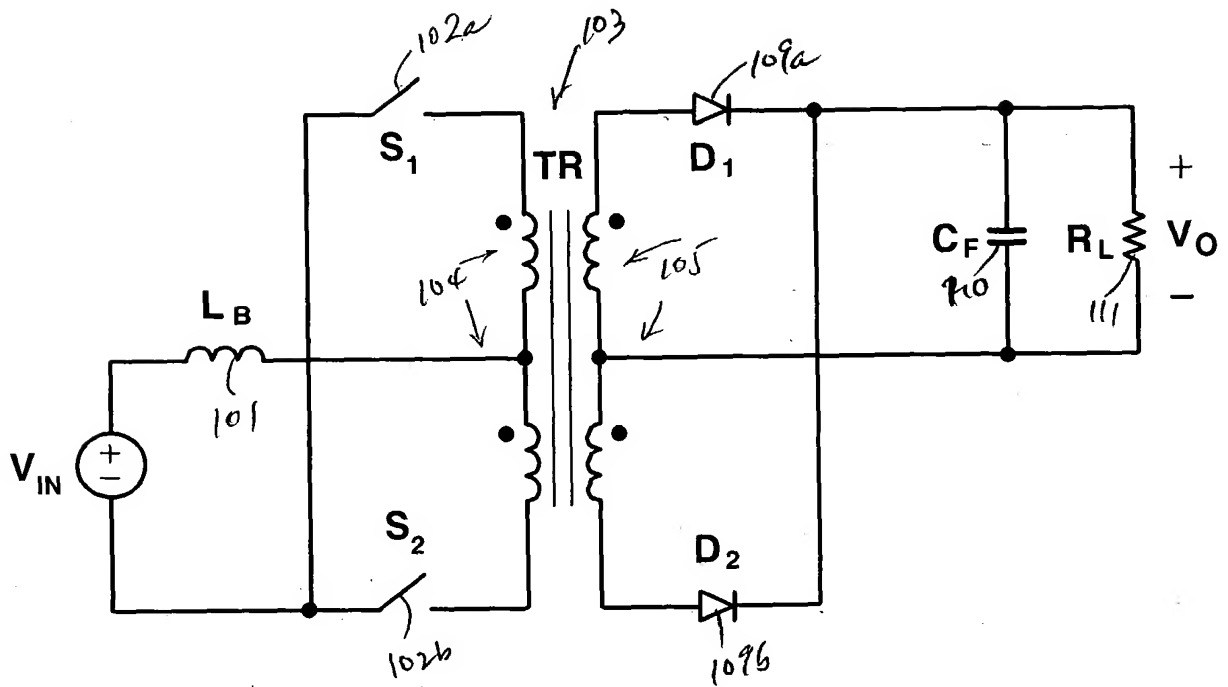 102a
103
109a
S1
TR
D1
+
CF
RL
VO
110
111
−
104
105
LB
101
VIN
+
−
S2
D2
102b
109b